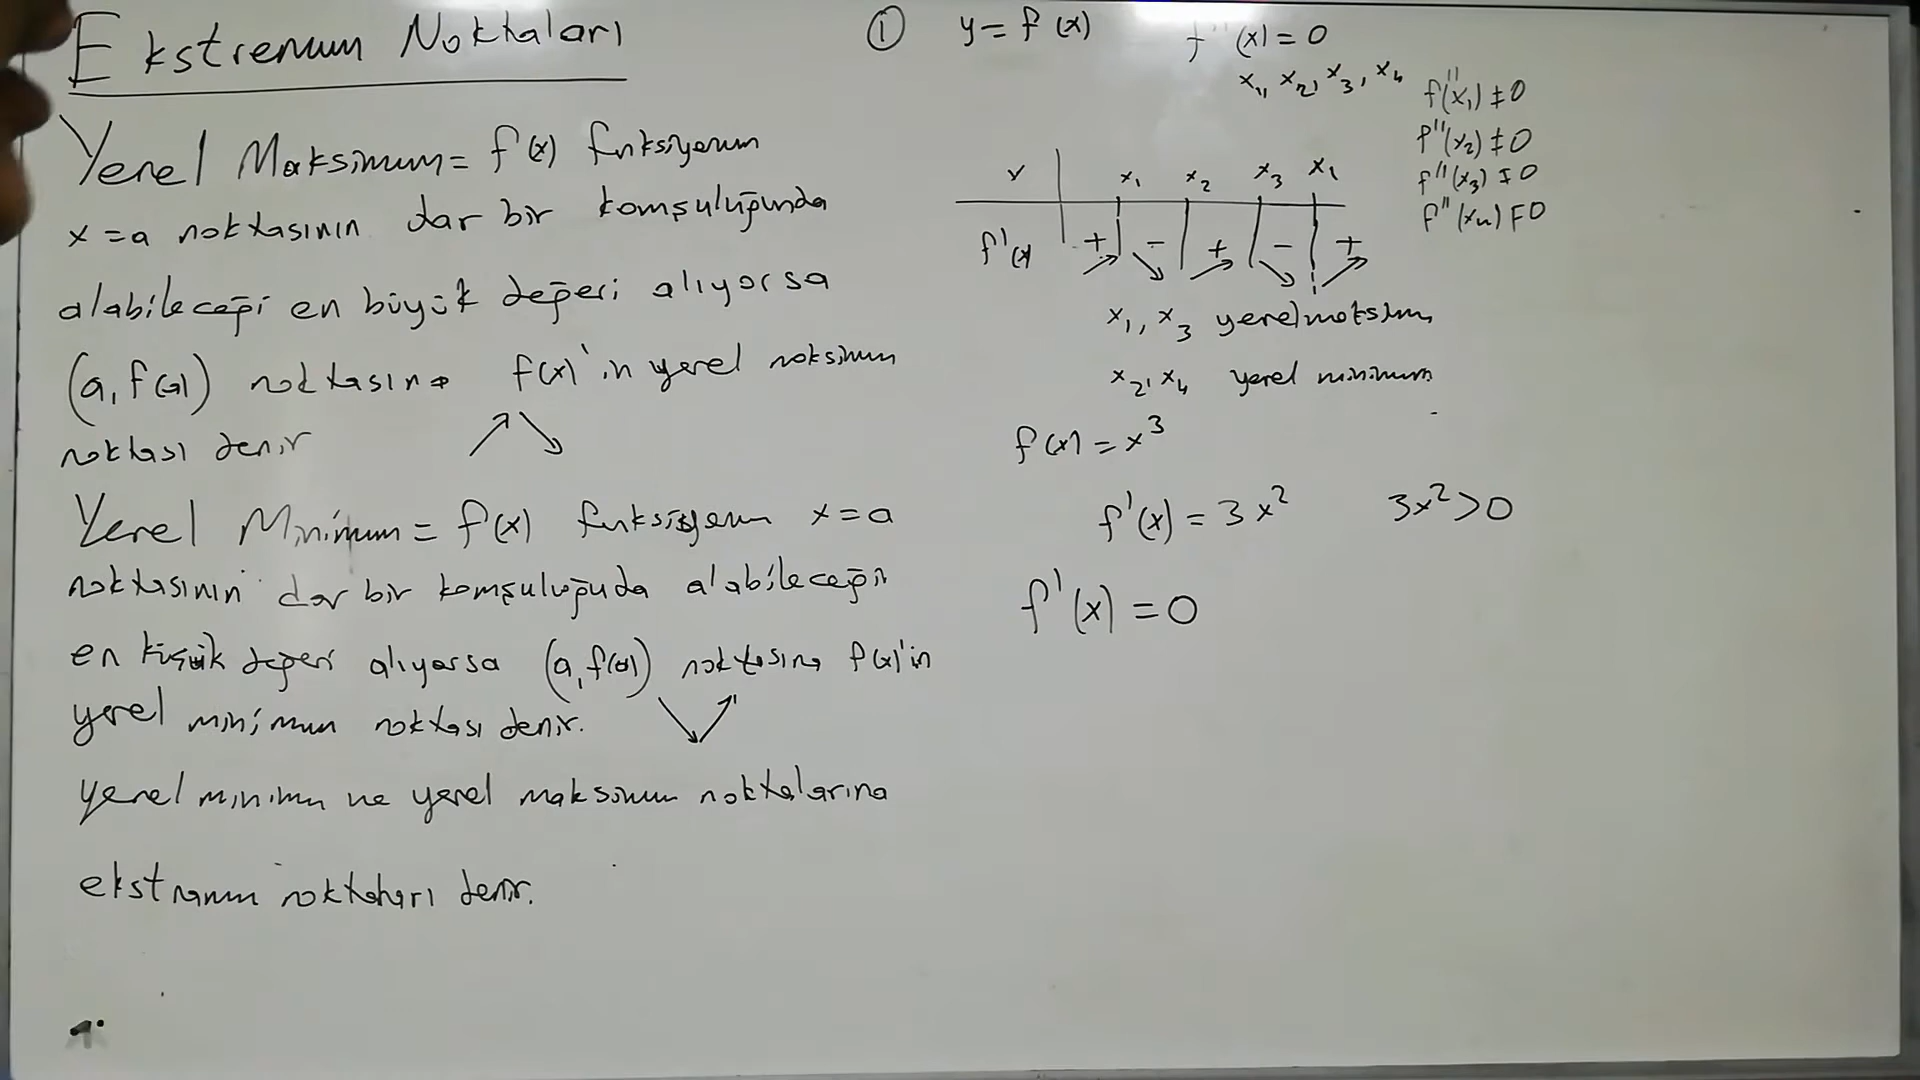 Ekstremum Noktaları
Yerel Maksimum = f(x) fonksiyonun
x = a noktasının dar bir komşuluğunda
alabileceği en büyük değeri alıyorsa
(a, f(a)) noktasına f(x)'in yerel maksimum
noktası denir
Yerel Minimum = f(x) fonksiyonun x = a
noktasının dar bir komşuluğuda alabileceği
en küçük değeri alıyorsa (a, f(a)) noktasına f(x)'in
yerel minimum noktası denir.
yerel minimum ve yerel maksimum noktalarına
ekstremum noktaları denir.
① y = f(x) f'(x) = 0
x₁, x₂, x₃, x₄
f''(x₁) ≠ 0
f''(x₂) ≠ 0
f''(x₃) ≠ 0
f''(x₄) ≠ 0
x x₁ x₂ x₃ x₁
f'(x) + - + - +
x₁, x₃ yerel maksimum
x₂, x₄ yerel minimum
f(x) = x³
f'(x) = 3x² 3x² > 0
f'(x) = 0